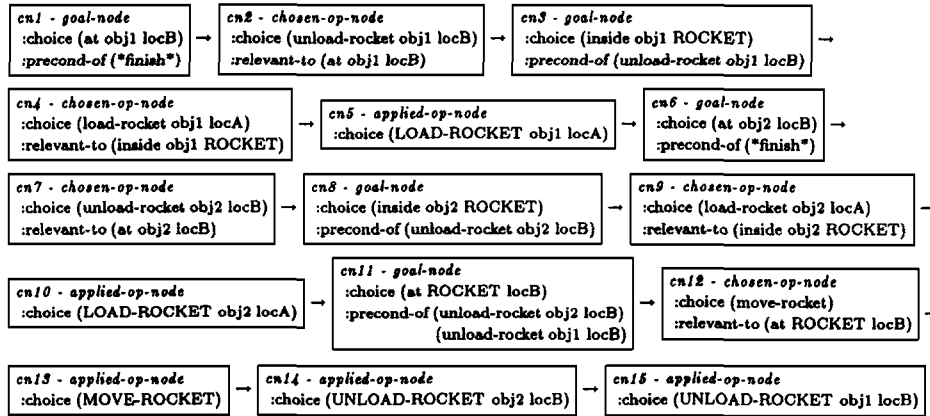 cn1 - goal-node
:choice (at obj1 locB)
:precond-of (*finish*)
cn2 - chosen-op-node
:choice (unload-rocket obj1 locB)
:relevant-to (at obj1 locB)
cn3 - goal-node
:choice (inside obj1 ROCKET)
:precond-of (unload-rocket obj1 locB)
cn4 - chosen-op-node
:choice (load-rocket obj1 locA)
:relevant-to (inside obj1 ROCKET)
cn5 - applied-op-node
:choice (LOAD-ROCKET obj1 locA)
cn6 - goal-node
:choice (at obj2 locB)
:precond-of (*finish*)
cn7 - chosen-op-node
:choice (unload-rocket obj2 locB)
:relevant-to (at obj2 locB)
cn8 - goal-node
:choice (inside obj2 ROCKET)
:precond-of (unload-rocket obj2 locB)
cn9 - chosen-op-node
:choice (load-rocket obj2 locA)
:relevant-to (inside obj2 ROCKET)
cn10 - applied-op-node
:choice (LOAD-ROCKET obj2 locA)
cn11 - goal-node
:choice (at ROCKET locB)
:precond-of (unload-rocket obj2 locB)
(unload-rocket obj1 locB)
cn12 - chosen-op-node
:choice (move-rocket)
:relevant-to (at ROCKET locB)
cn13 - applied-op-node
:choice (MOVE-ROCKET)
cn14 - applied-op-node
:choice (UNLOAD-ROCKET obj2 locB)
cn15 - applied-op-node
:choice (UNLOAD-ROCKET obj1 locB)